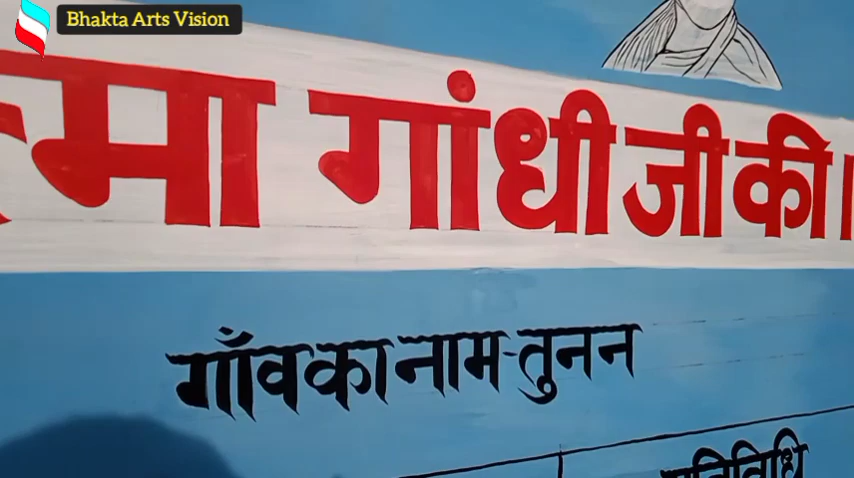 Bhakta Arts Vision
गांधी जी की
गाँव का नाम-तुनन